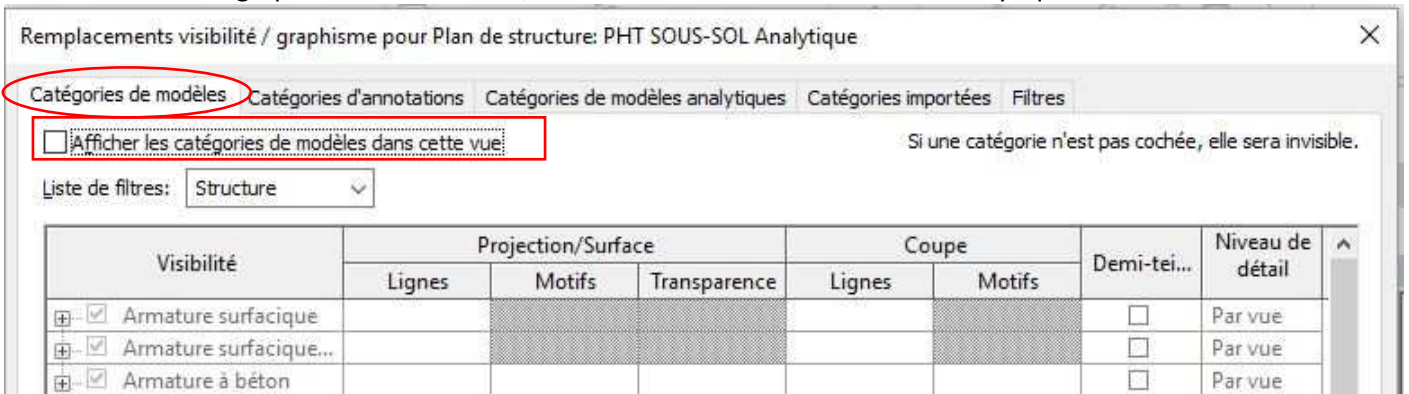 Remplacements visibilité / graphisme pour Plan de structure: PHT SOUS-SOL Analytique
Catégories de modèles Catégories d'annotations Catégories de modèles analytiques Catégories importées Filtres
Afficher les catégories de modèles dans cette vue Si une catégorie n'est pas cochée, elle sera invisible.
Liste de filtres: Structure
Visibilité Projection/Surface Coupe Demi-tei... Niveau de détail
Lignes Motifs Transparence Lignes Motifs
Armature surfacique Par vue
Armature surfacique... Par vue
Armature à béton Par vue